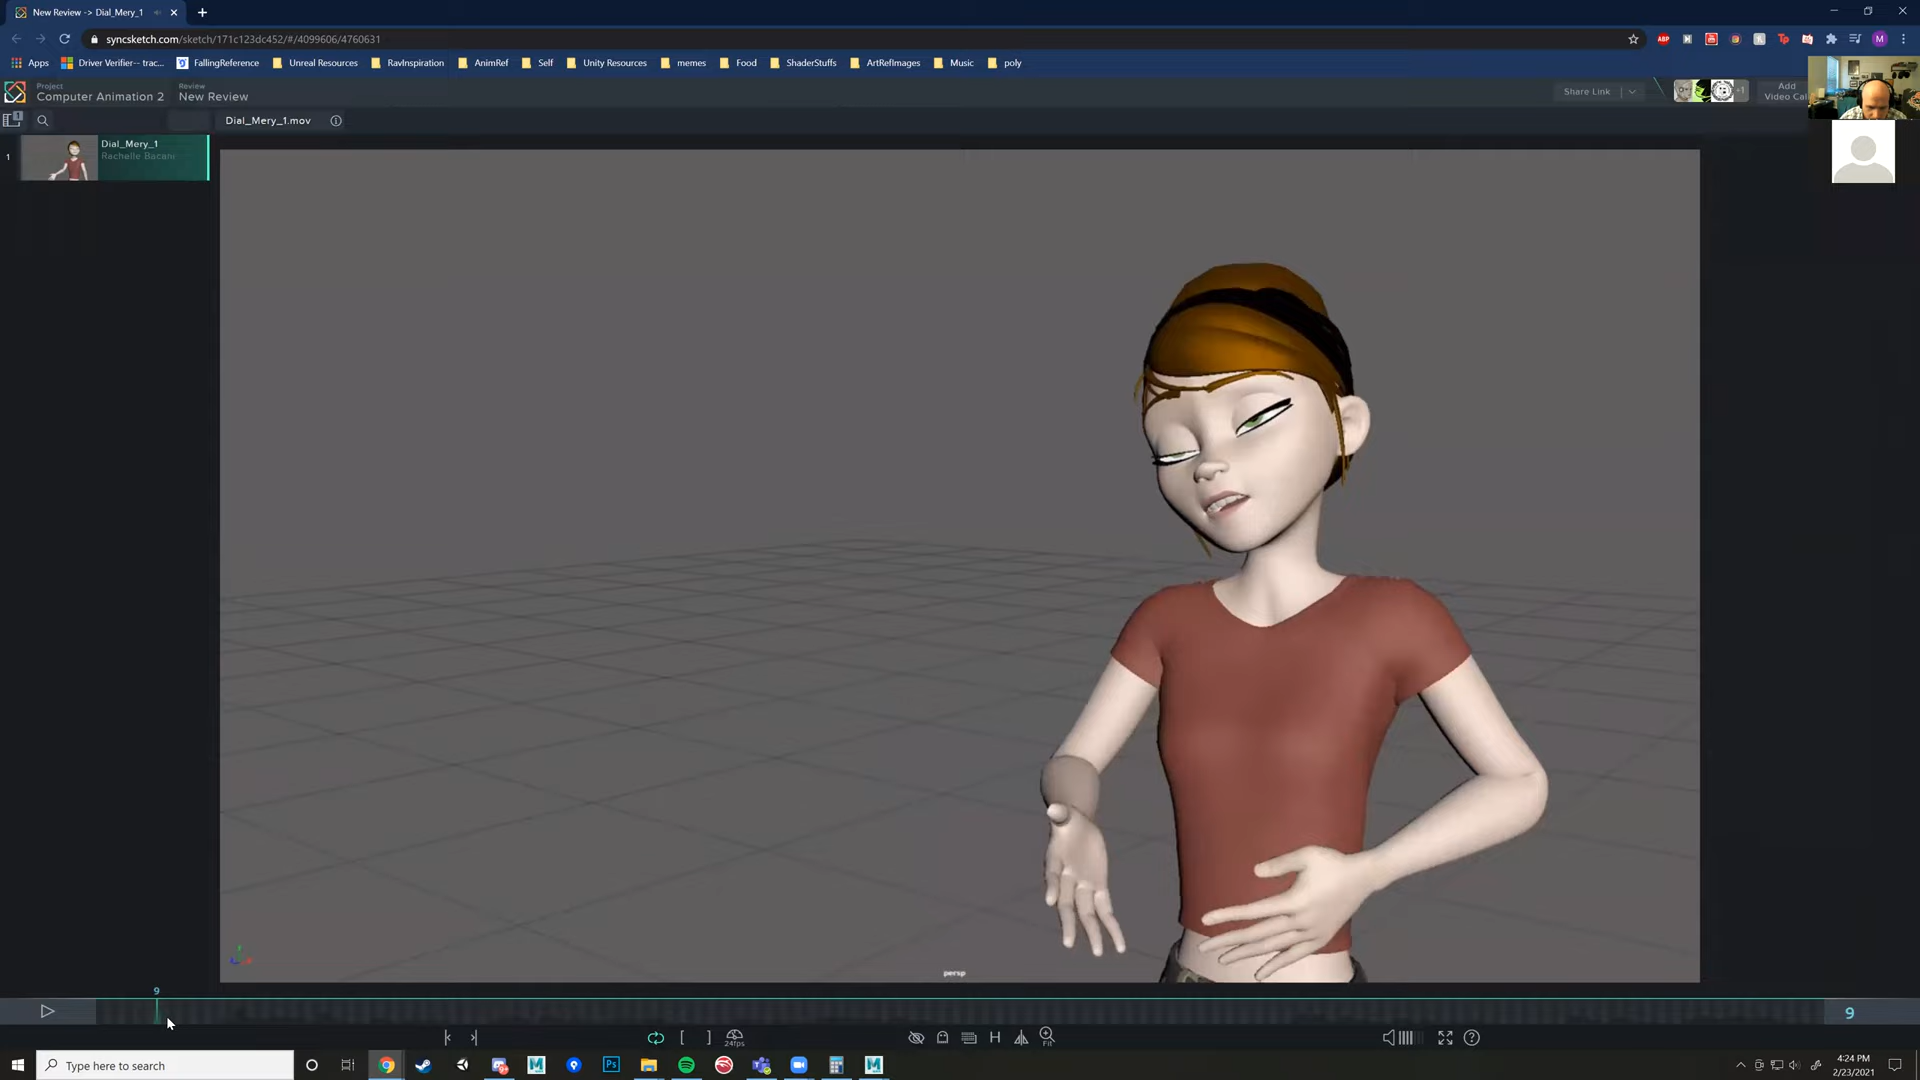 New Review -> Dial_Mery_1
syncsketch.com/sketch/171c123dc452/#/4099606/4760631
Apps
Driver Verifier-- trac...
FallingReference
Unreal Resources
RavInspiration
AnimRef
Self
Unity Resources
memes
Food
ShaderStuffs
ArtRefImages
Music
poly
Project
Computer Animation 2
Review
New Review
Share Link
+1
Add
Video Cal
Dial_Mery_1.mov
1
Dial_Mery_1
Rachelle Bacani
persp
9
9
24fps
H
Fit
Type here to search
4:24 PM
2/23/2021